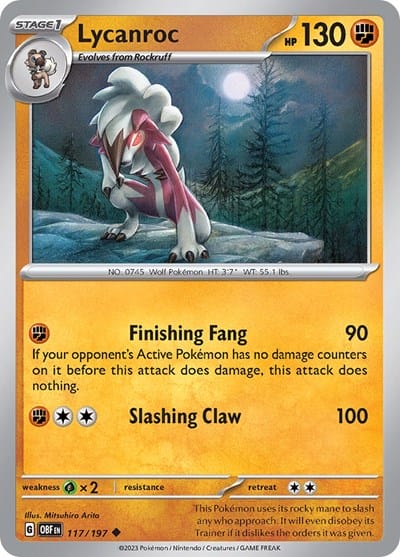 STAGE1
Lycanroc
HP 130
Evolves from Rockruff
NO. 0745 Wolf Pokémon HT: 3'7" WT: 55.1 lbs.
Finishing Fang 90
If your opponent's Active Pokémon has no damage counters
on it before this attack does damage, this attack does
nothing.
Slashing Claw 100
weakness ×2 resistance retreat
Illus. Mitsuhiro Arita
G OBF EN 117/197
This Pokémon uses its rocky mane to slash
any who approach. It will even disobey its
Trainer if it dislikes the orders it was given.
©2023 Pokémon / Nintendo / Creatures / GAME FREAK